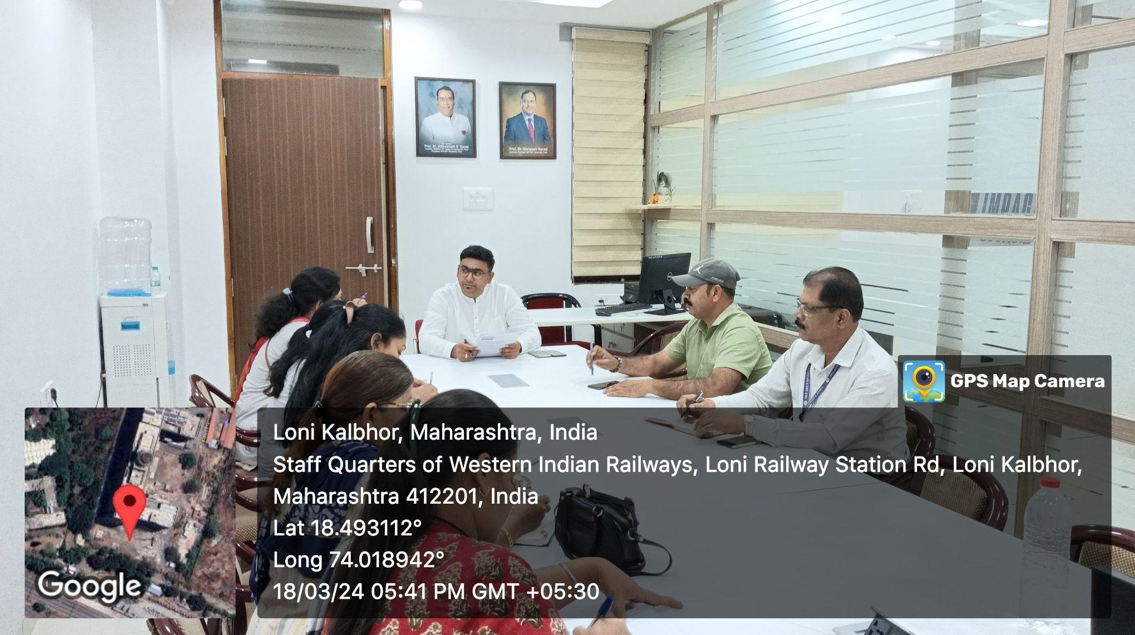 GPS Map Camera
Loni Kalbhor, Maharashtra, India
Staff Quarters of Western Indian Railways, Loni Railway Station Rd, Loni Kalbhor,
Maharashtra 412201, India
Lat 18.493112°
Long 74.018942°
18/03/24 05:41 PM GMT +05:30
Google